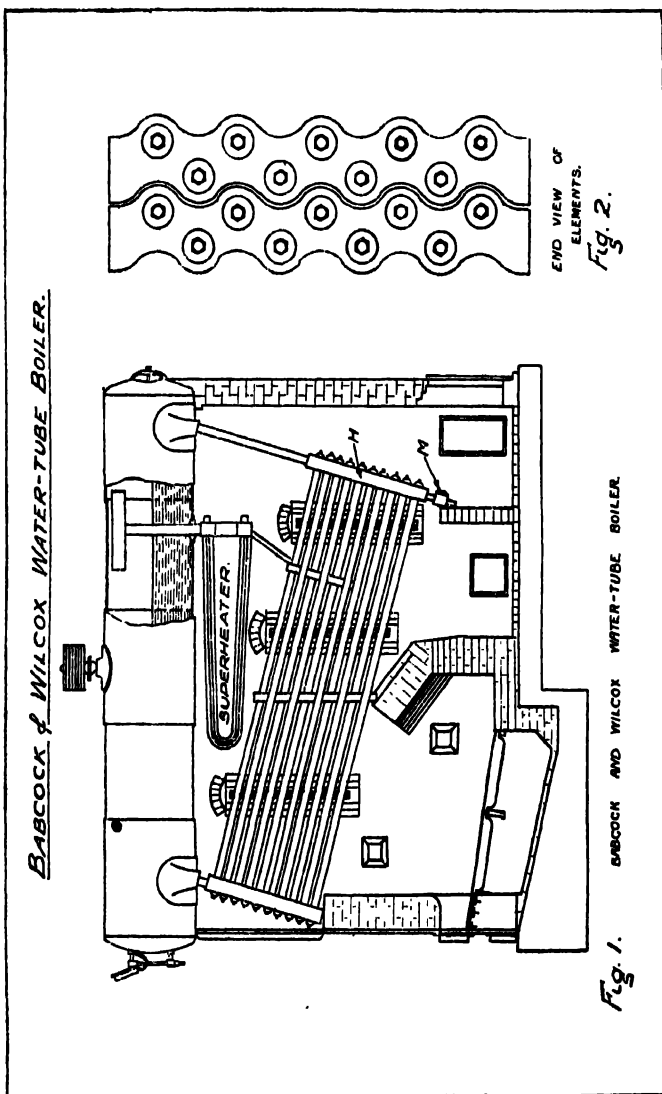 BABCOCK & WILCOX WATER-TUBE BOILER.
SUPERHEATER.
H
M
Fig. 1.
BABCOCK AND WILCOX WATER-TUBE BOILER.
END VIEW OF
ELEMENTS.
Fig. 2.